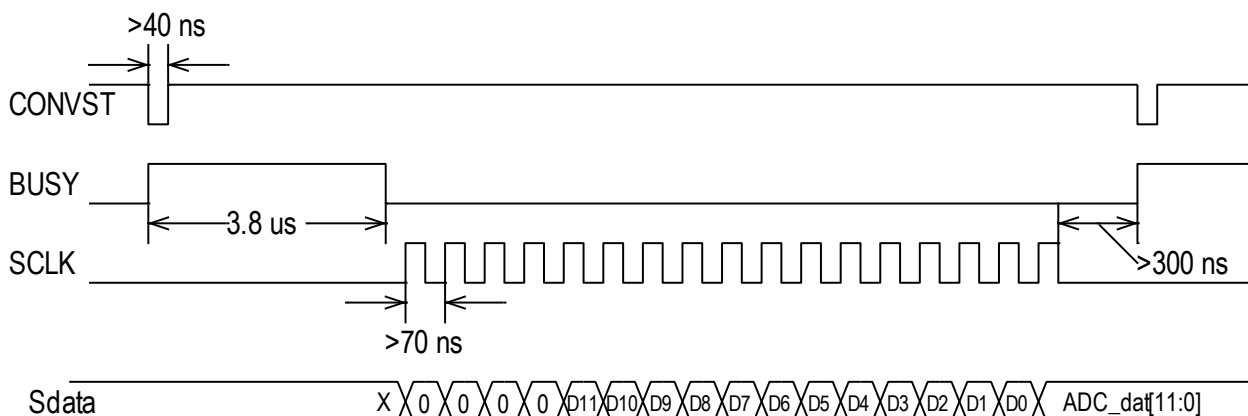 >40 ns
CONVST
BUSY
3.8 us
SCLK
>300 ns
>70 ns
Sdata X 0 0 0 0 D11 D10 D9 D8 D7 D6 D5 D4 D3 D2 D1 D0 ADC_dat[11:0]